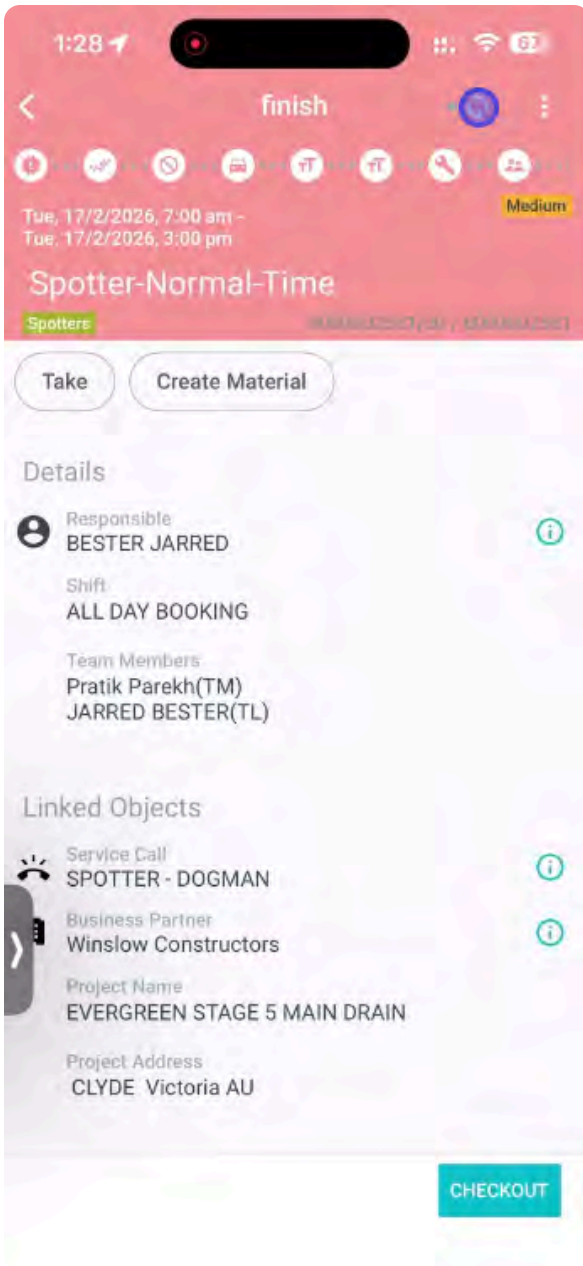 1:28
finish
Tue, 17/2/2026, 7:00 am -
Tue, 17/2/2026, 3:00 pm
Medium
Spotter-Normal-Time
Spotters
Take
Create Material
Details
Responsible
BESTER JARRED
Shift
ALL DAY BOOKING
Team Members
Pratik Parekh(TM)
JARRED BESTER(TL)
Linked Objects
Service Call
SPOTTER - DOGMAN
Business Partner
Winslow Constructors
Project Name
EVERGREEN STAGE 5 MAIN DRAIN
Project Address
CLYDE Victoria AU
CHECKOUT